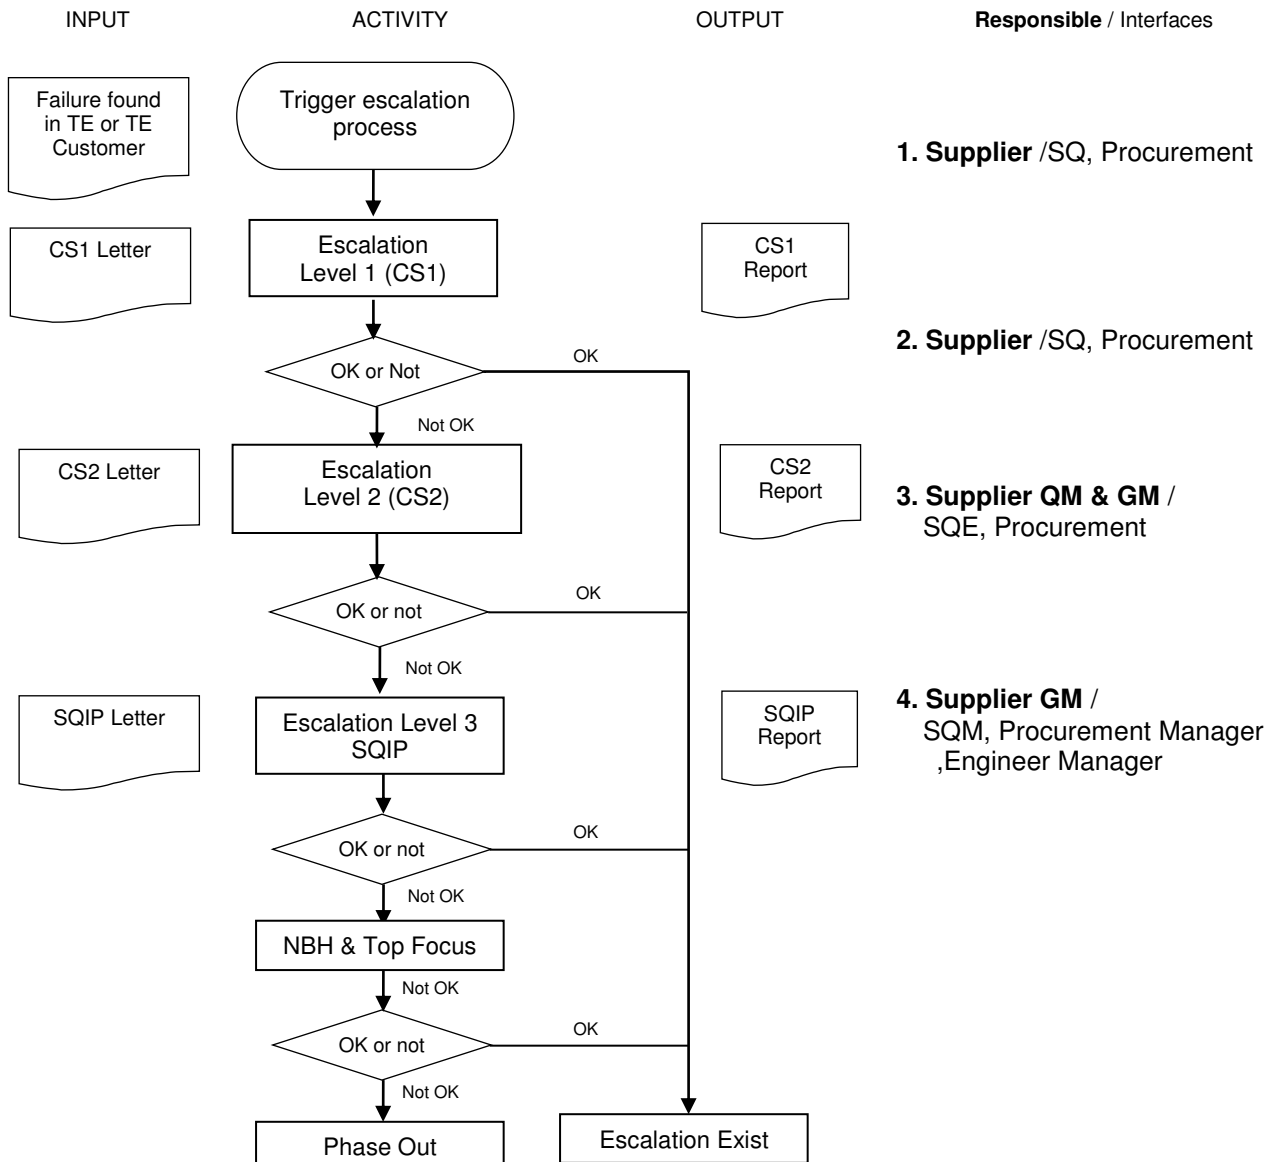 INPUT
ACTIVITY
OUTPUT
Responsible / Interfaces
Failure found
in TE or TE
Customer
Trigger escalation
process
1. Supplier /SQ, Procurement
CS1 Letter
Escalation
Level 1 (CS1)
CS1
Report
2. Supplier /SQ, Procurement
OK or Not
OK
Not OK
CS2 Letter
Escalation
Level 2 (CS2)
CS2
Report
3. Supplier QM & GM /
SQE, Procurement
OK or not
OK
Not OK
SQIP Letter
Escalation Level 3
SQIP
SQIP
Report
4. Supplier GM /
SQM, Procurement Manager
,Engineer Manager
OK or not
OK
Not OK
NBH & Top Focus
Not OK
OK or not
OK
Not OK
Phase Out
Escalation Exist